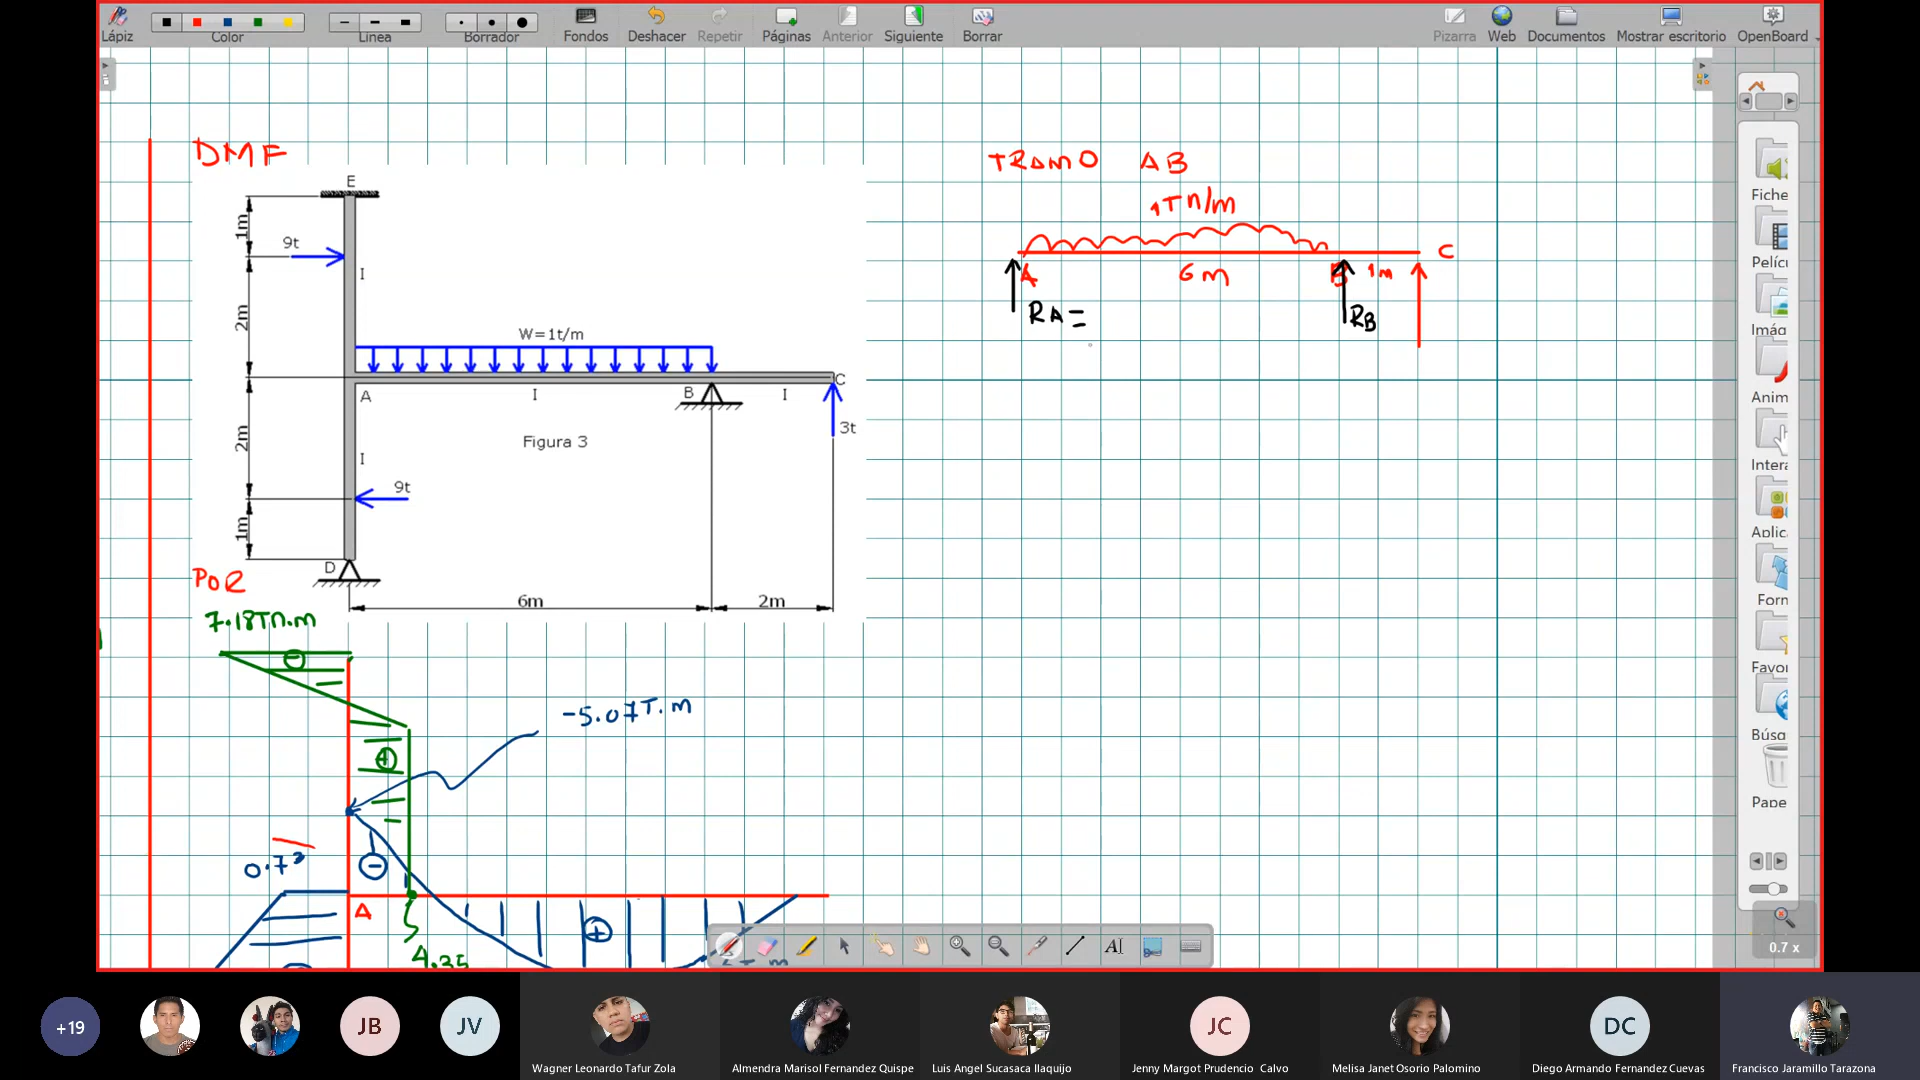 Lápiz
Color
Línea
Borrador
Fondos
Deshacer
Repetir
Páginas
Anterior
Siguiente
Borrar
Pizarra
Web
Documentos
Mostrar escritorio
OpenBoard
DMF
E
1m
9t
I
2m
W=1t/m
A
I
B
I
C
3t
Figura 3
2m
I
9t
1m
D
6m
2m
POR
7.18Tn.m
-5.07T.m
0.73
A
4.35
TRAMO AB
1Tn/m
A
6m
B
1m
C
RA=
RB
Fiche
Pelíc
Imág
Anim
Intera
Aplic
Forn
Favor
Búsq
Pape
0.7 x
+19
JB
JV
JC
DC
Wagner Leonardo Tafur Zola
Almendra Marisol Fernandez Quispe
Luis Angel Sucasaca Ilaquijo
Jenny Margot Prudencio Calvo
Melisa Janet Osorio Palomino
Diego Armando Fernandez Cuevas
Francisco Jaramillo Tarazona